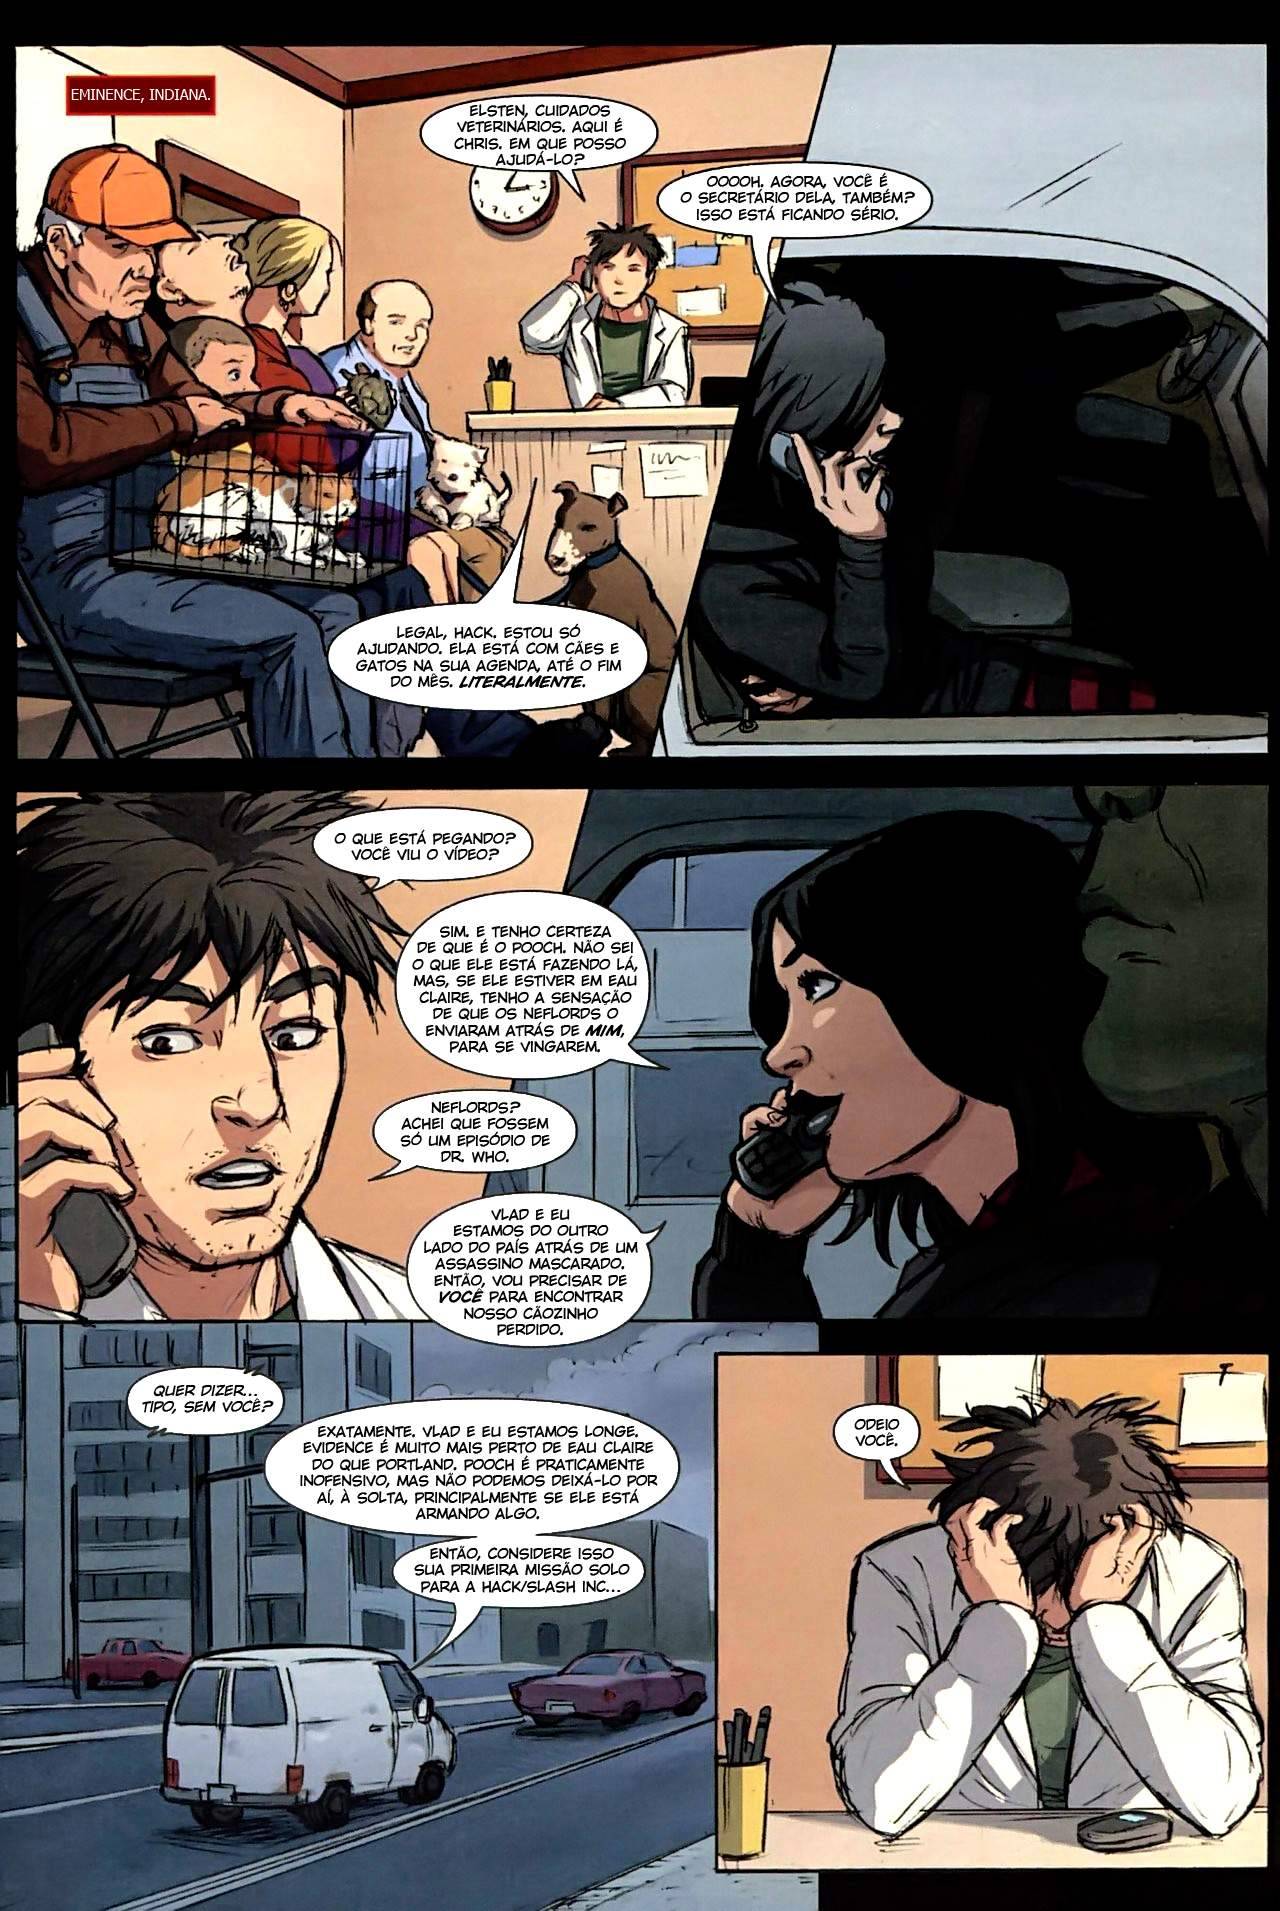 EMINENCE, INDIANA.
ELSTEN, CUIDADOS
VETERINÁRIOS. AQUI É
CHRIS. EM QUE POSSO
AJUDÁ-LO?
OOOOH. AGORA, VOCÊ É
O SECRETÁRIO DELA, TAMBÉM?
ISSO ESTÁ FICANDO SÉRIO.
LEGAL, HACK. ESTOU SÓ
AJUDANDO. ELA ESTÁ COM CÃES E
GATOS NA SUA AGENDA, ATÉ O FIM
DO MÊS. LITERALMENTE.
O QUE ESTÁ PEGANDO?
VOCÊ VIU O VÍDEO?
SIM. E TENHO CERTEZA
DE QUE É O POOCH. NÃO SEI
O QUE ELE ESTÁ FAZENDO LÁ,
MAS, SE ELE ESTIVER EM EAU
CLAIRE, TENHO A SENSAÇÃO
DE QUE OS NEFLORDS O
ENVIARAM ATRÁS DE MIM,
PARA SE VINGAREM.
NEFLORDS?
ACHEI QUE FOSSEM
SÓ UM EPISÓDIO DE
DR. WHO.
VLAD E EU
ESTAMOS DO OUTRO
LADO DO PAÍS ATRÁS DE UM
ASSASSINO MASCARADO.
ENTÃO, VOU PRECISAR DE
VOCÊ PARA ENCONTRAR
NOSSO CÃOZINHO
PERDIDO.
QUER DIZER...
TIPO, SEM VOCÊ?
EXATAMENTE. VLAD E EU ESTAMOS LONGE.
EVIDENCE É MUITO MAIS PERTO DE EAU CLAIRE
DO QUE PORTLAND. POOCH É PRATICAMENTE
INOFENSIVO, MAS NÃO PODEMOS DEIXÁ-LO POR
AÍ, À SOLTA, PRINCIPALMENTE SE ELE ESTÁ
ARMANDO ALGO.
ENTÃO, CONSIDERE ISSO
SUA PRIMEIRA MISSÃO SOLO
PARA A HACK/SLASH INC...
ODEIO
VOCÊ.